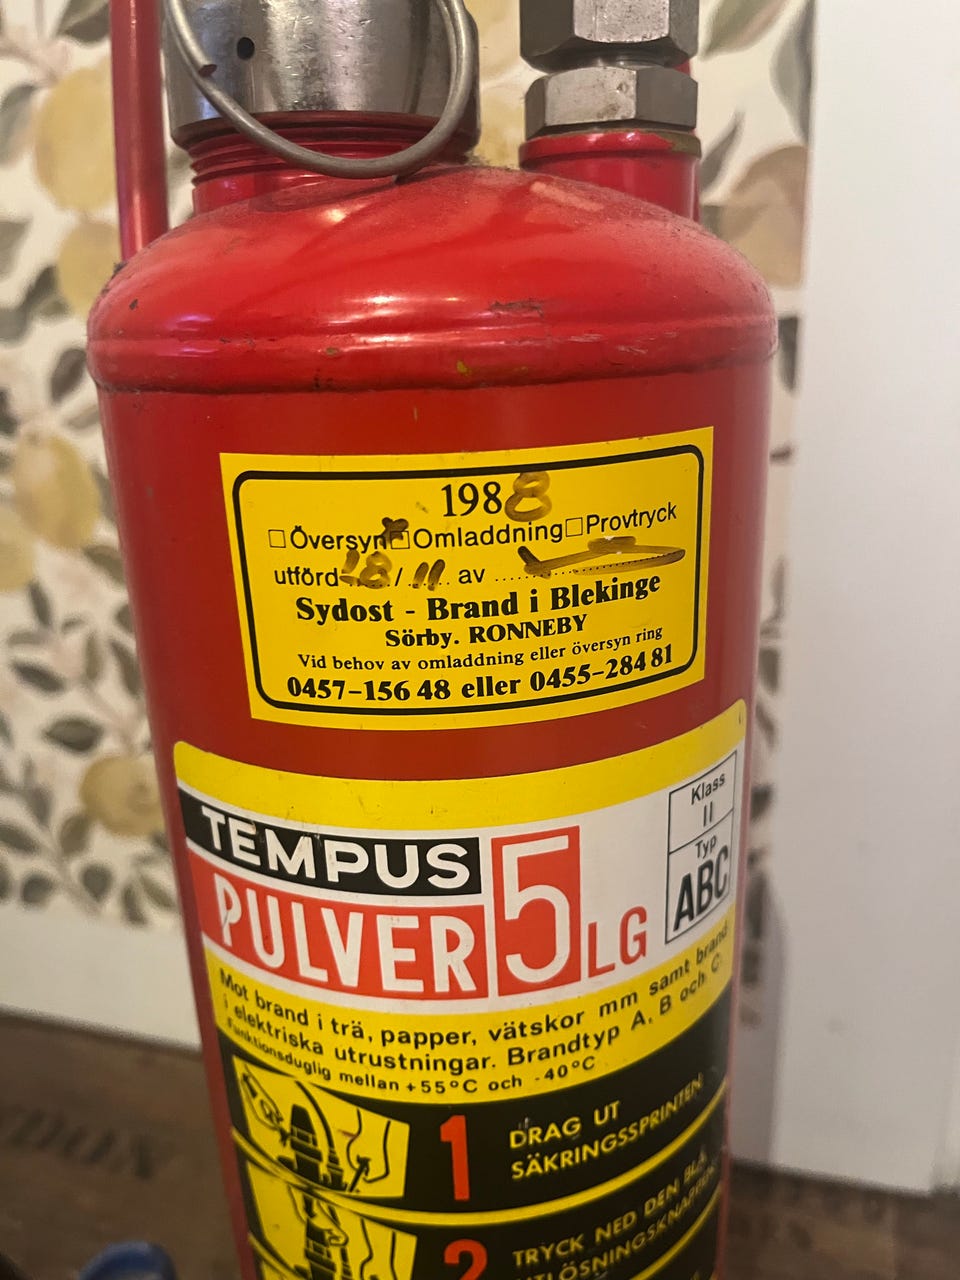 1988
□ Översyn □ Omladdning □ Provtryck
utförd 18/11 av ..............
Sydost - Brand i Blekinge
Sörby. RONNEBY
Vid behov av omladdning eller översyn ring
0457-156 48 eller 0455-284 81
TEMPUS
PULVER 5 LG
Klass
II
Typ
ABC
Mot brand i trä, papper, vätskor mm samt brand
i elektriska utrustningar. Brandtyp A, B och C.
Funktionsduglig mellan +55°C och -40°C
1 DRAG UT
SÄKRINGSSPRINTEN
2 TRYCK NED DEN BLÅ